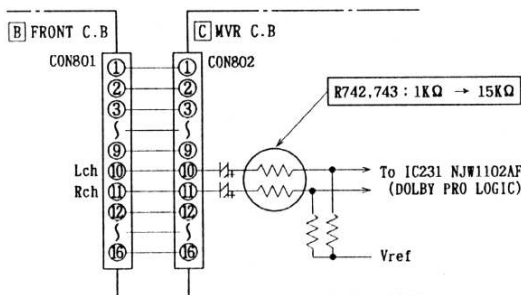 B FRONT C.B
C MVR C.B
CON801
CON802
1 1
2 2
3 3
9 9
Lch 10 10
Rch 11 11
12 12
16 16
R742,743 : 1KΩ → 15KΩ
To IC231 NJW1102AF
(DOLBY PRO LOGIC)
Vref